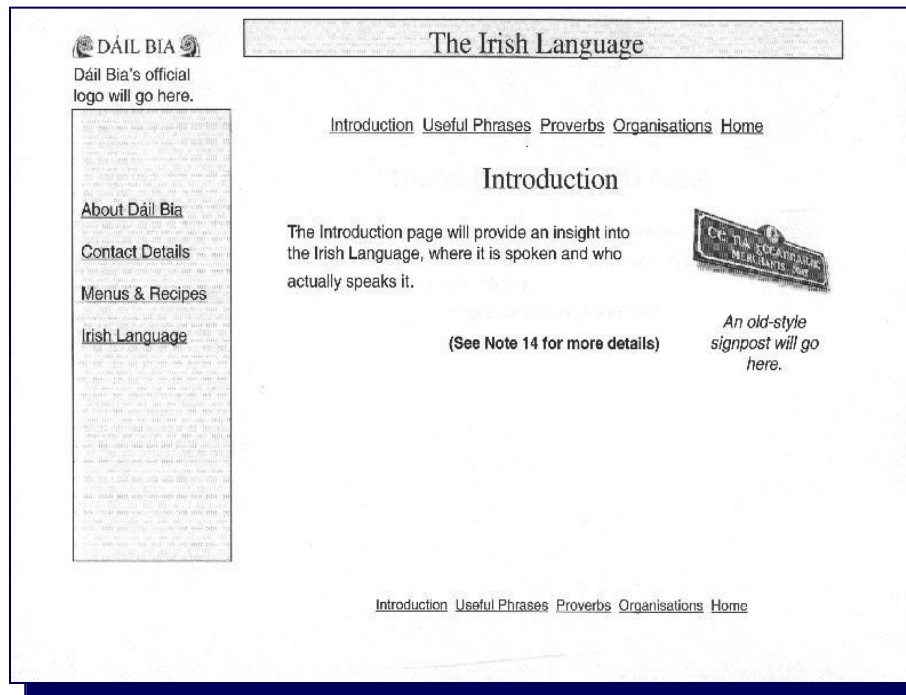 DÁIL BIA
Dáil Bia's official
logo will go here.
The Irish Language
Introduction Useful Phrases Proverbs Organisations Home
About Dáil Bia
Contact Details
Menus & Recipes
Irish Language
Introduction
The Introduction page will provide an insight into
the Irish Language, where it is spoken and who
actually speaks it.
(See Note 14 for more details)
MERCHANTS
An old-style
signpost will go
here.
Introduction Useful Phrases Proverbs Organisations Home